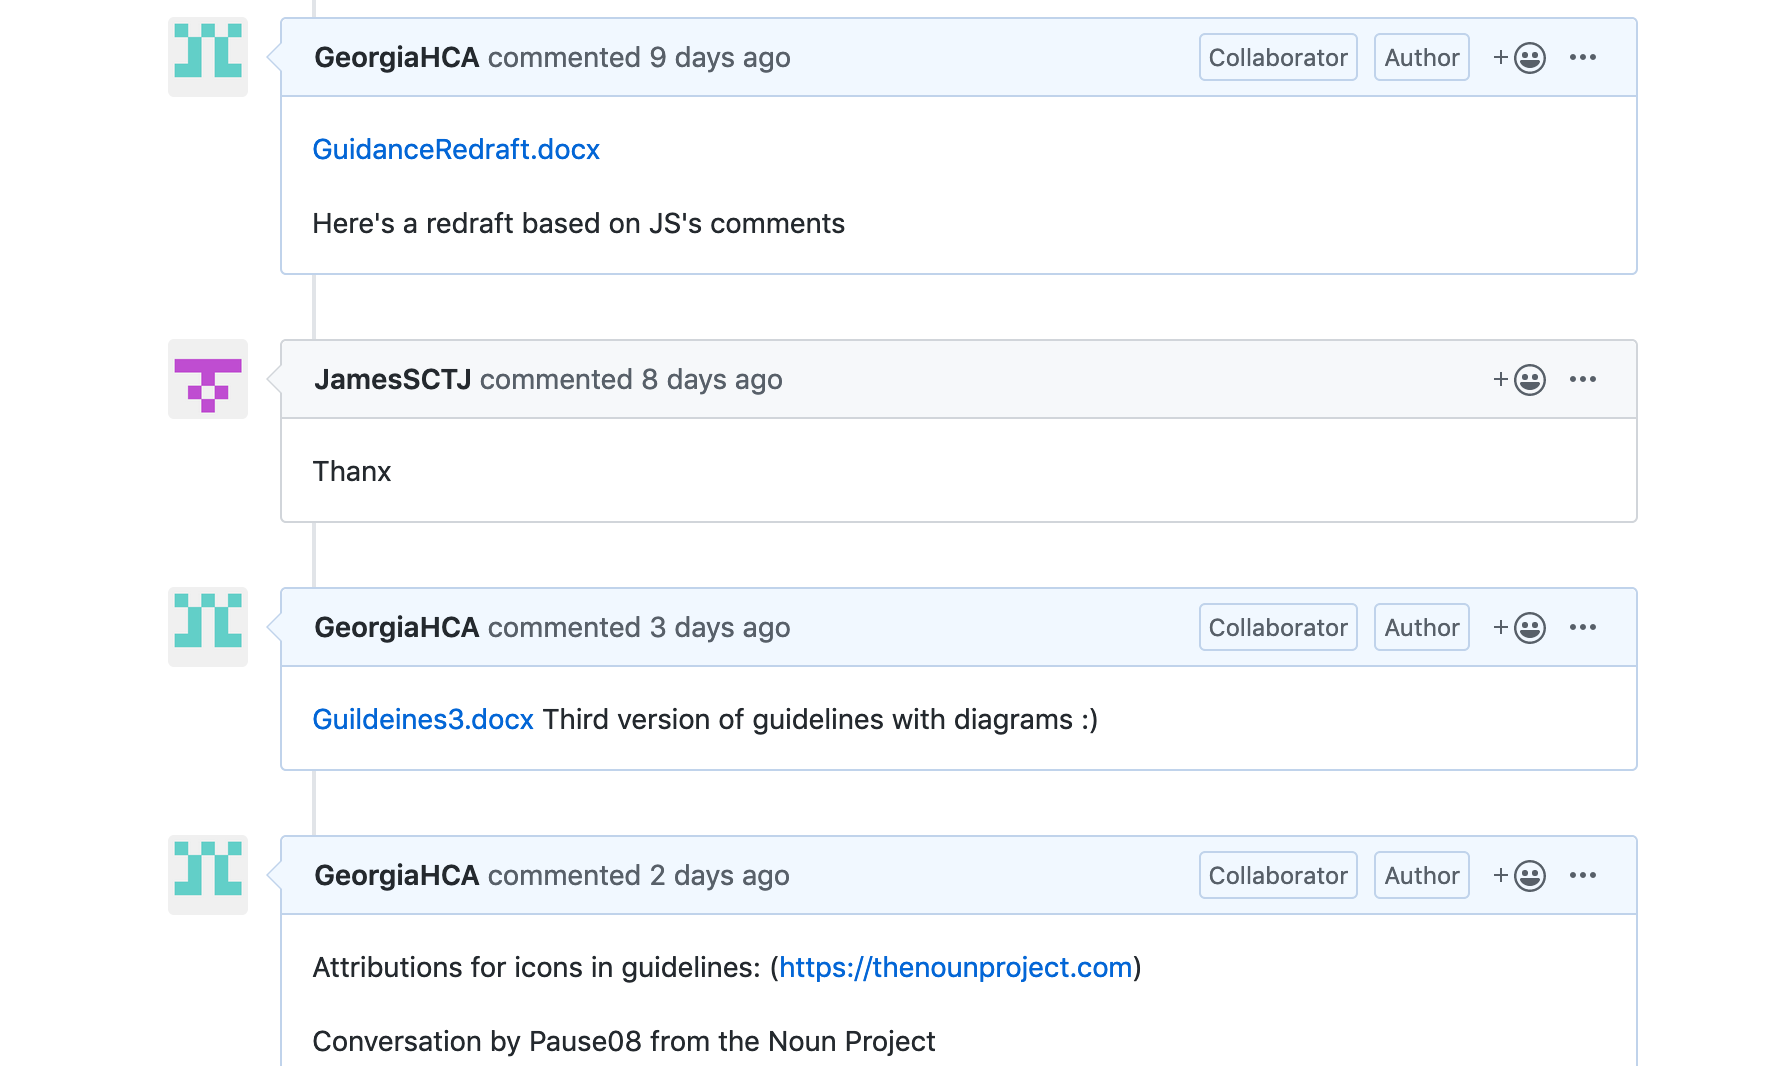 GeorgiaHCA commented 9 days ago Collaborator Author +
GuidanceRedraft.docx
Here's a redraft based on JS's comments
JamesSCTJ commented 8 days ago +
Thanx
GeorgiaHCA commented 3 days ago Collaborator Author +
Guildeines3.docx Third version of guidelines with diagrams :)
GeorgiaHCA commented 2 days ago Collaborator Author +
Attributions for icons in guidelines: (https://thenounproject.com)
Conversation by Pause08 from the Noun Project